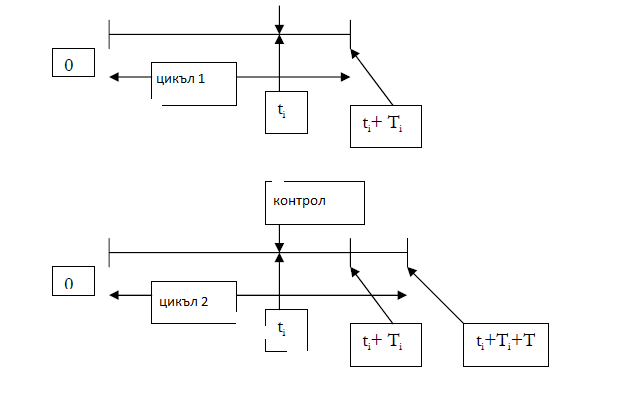 0
цикъл 1
ti
ti+ Ti
контрол
0
цикъл 2
ti
ti+ Ti
ti+Ti+T